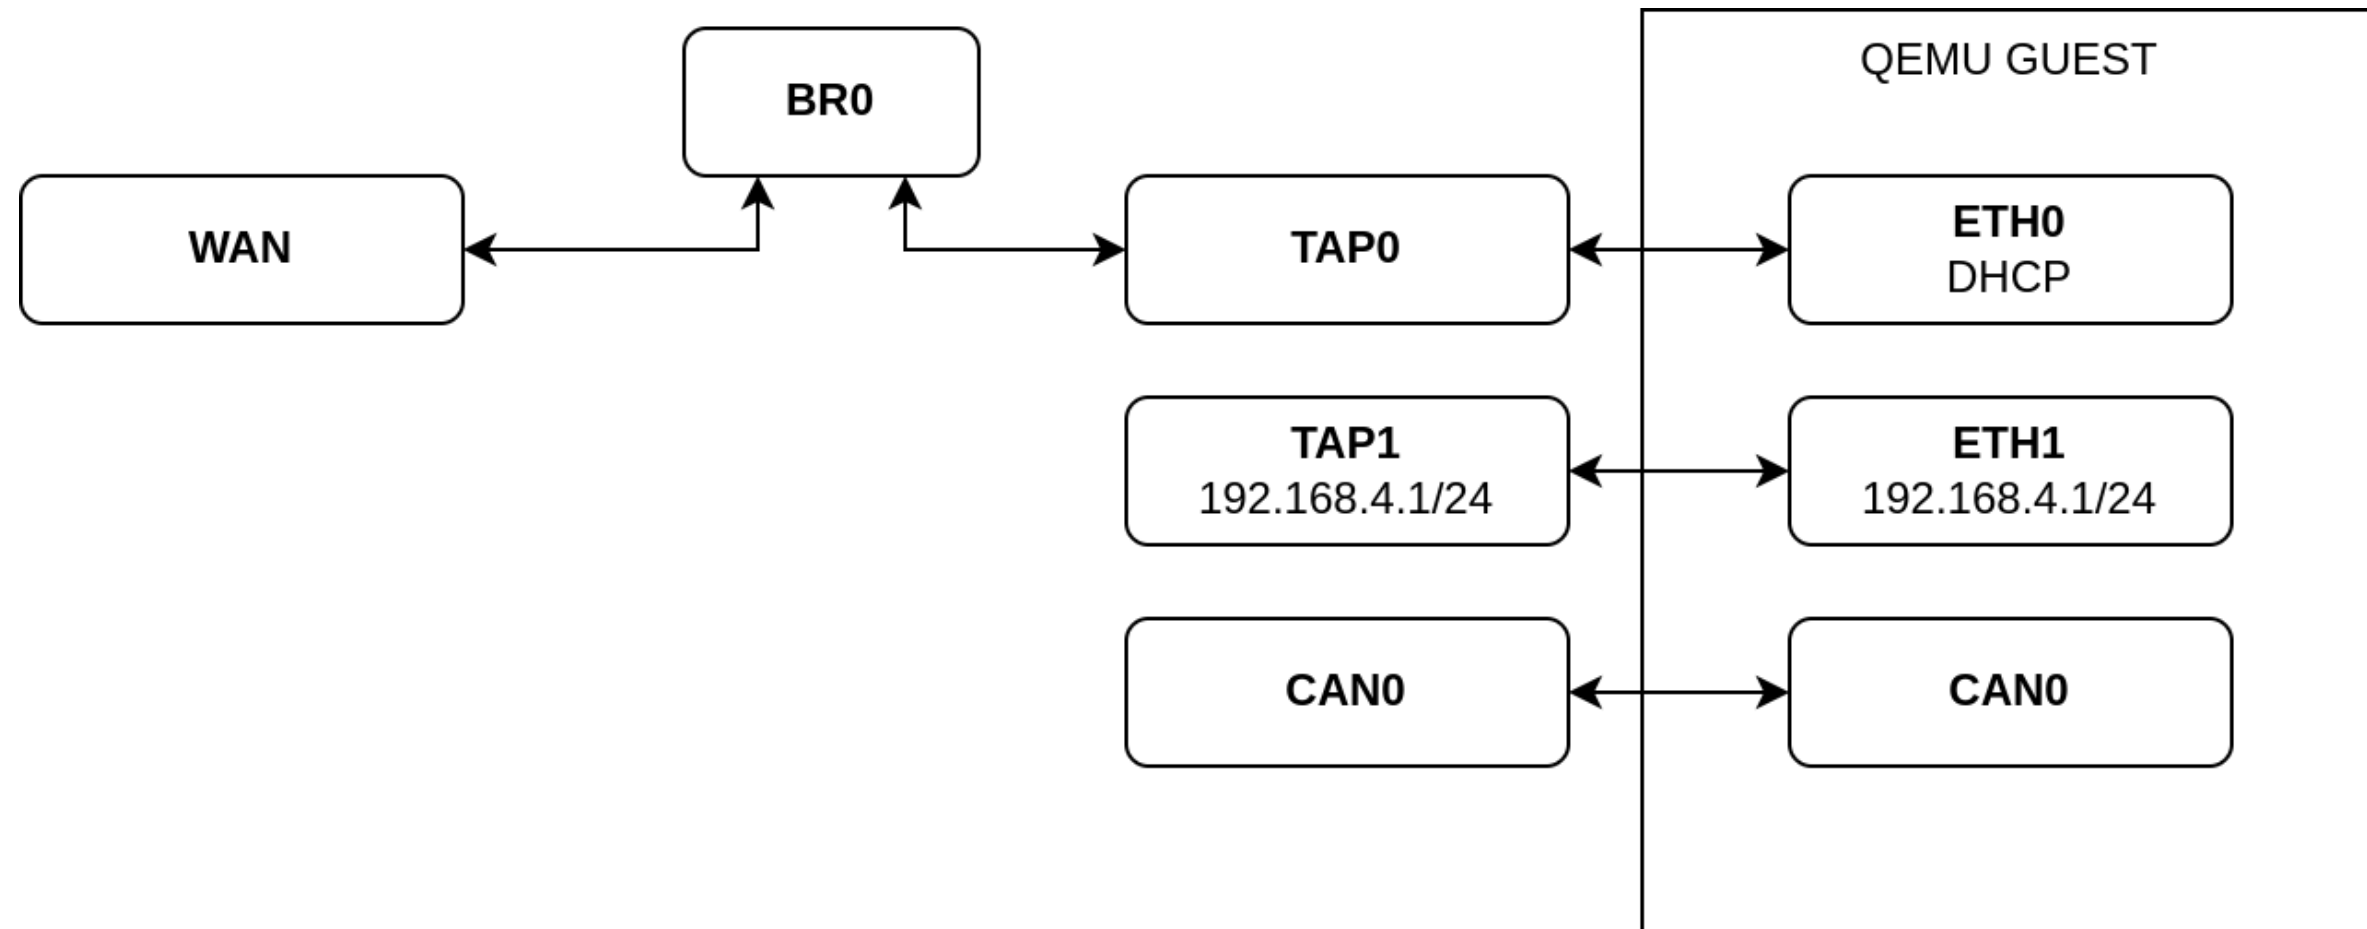 QEMU GUEST
BR0
WAN
TAP0
ETH0
DHCP
TAP1
192.168.4.1/24
ETH1
192.168.4.1/24
CAN0
CAN0